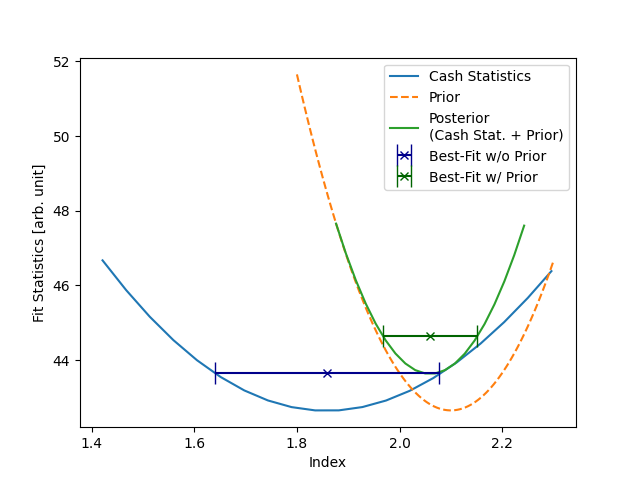 52
50
48
46
44
Fit Statistics [arb. unit]
Cash Statistics
Prior
Posterior
(Cash Stat. + Prior)
Best-Fit w/o Prior
Best-Fit w/ Prior
1.4 1.6 1.8 2.0 2.2
Index